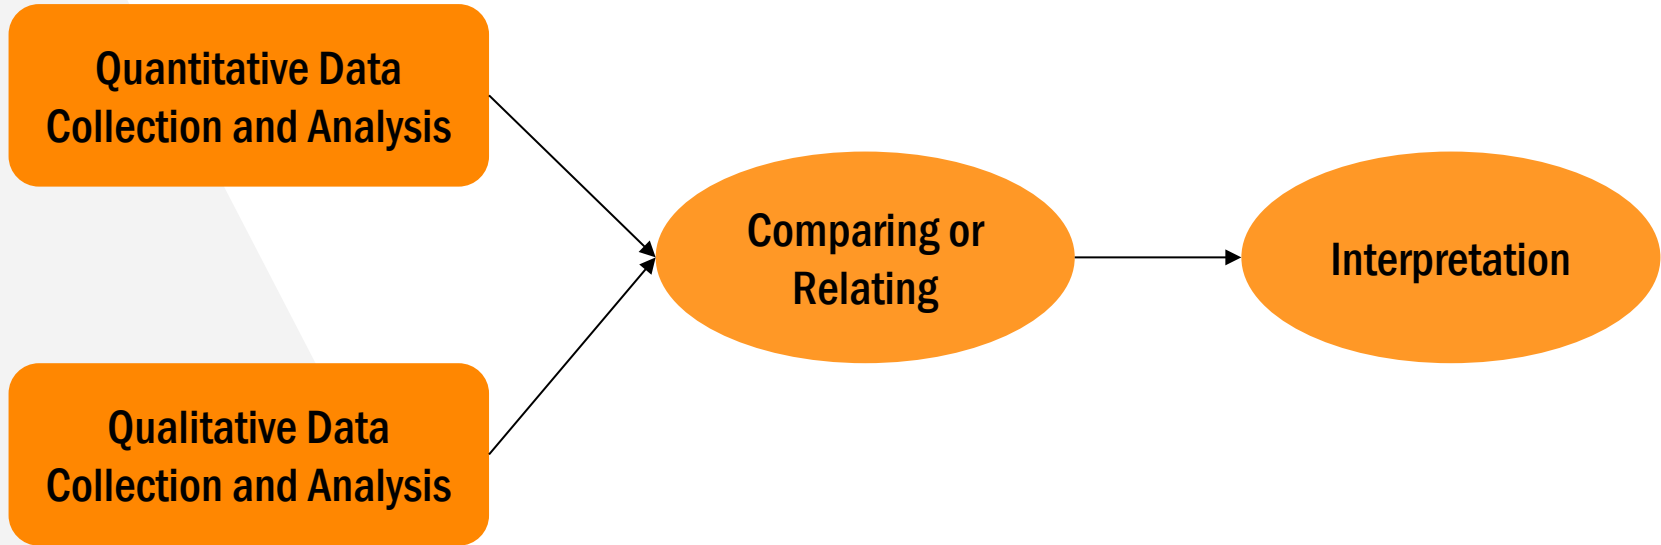 Quantitative Data
Collection and Analysis
Comparing or
Relating
Interpretation
Qualitative Data
Collection and Analysis